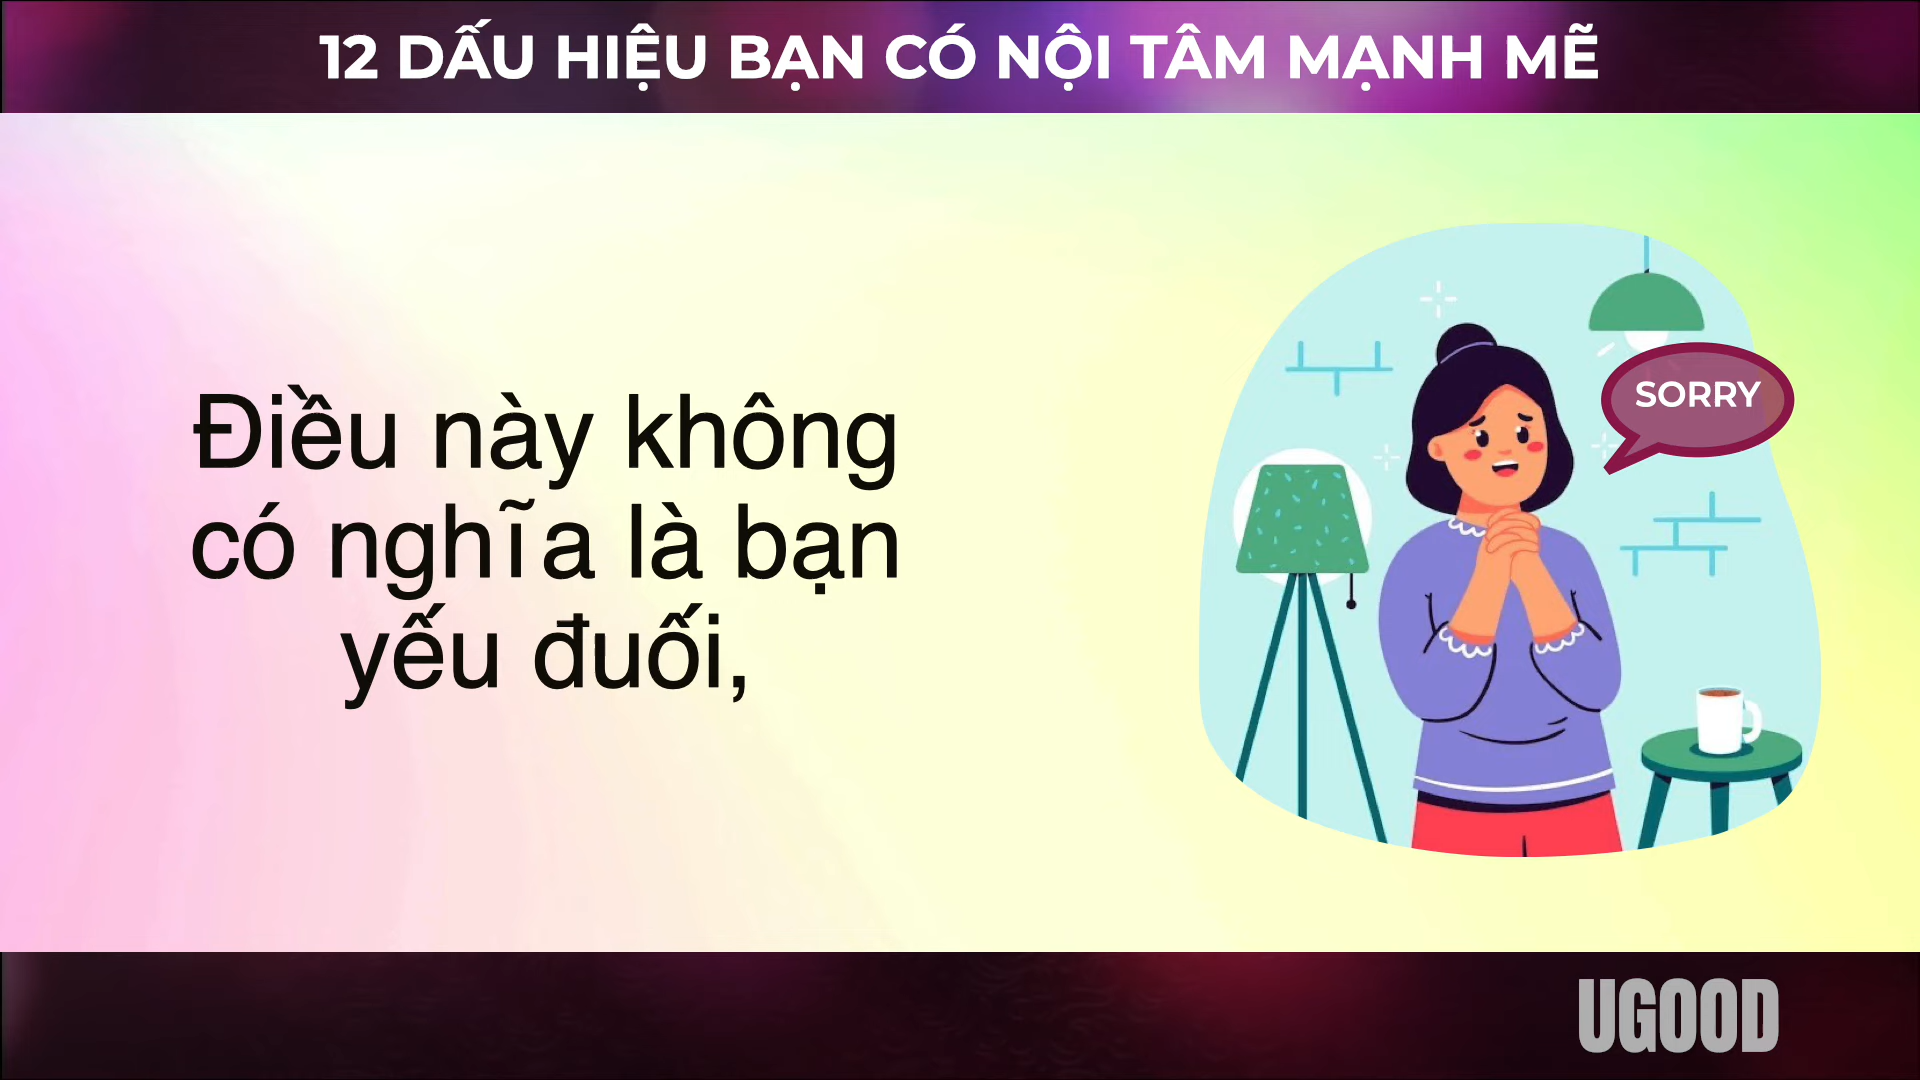 12 DẤU HIỆU BẠN CÓ NỘI TÂM MẠNH MẼ
Điều này không
có nghĩa là bạn
yếu đuối,
SORRY
UGOOD